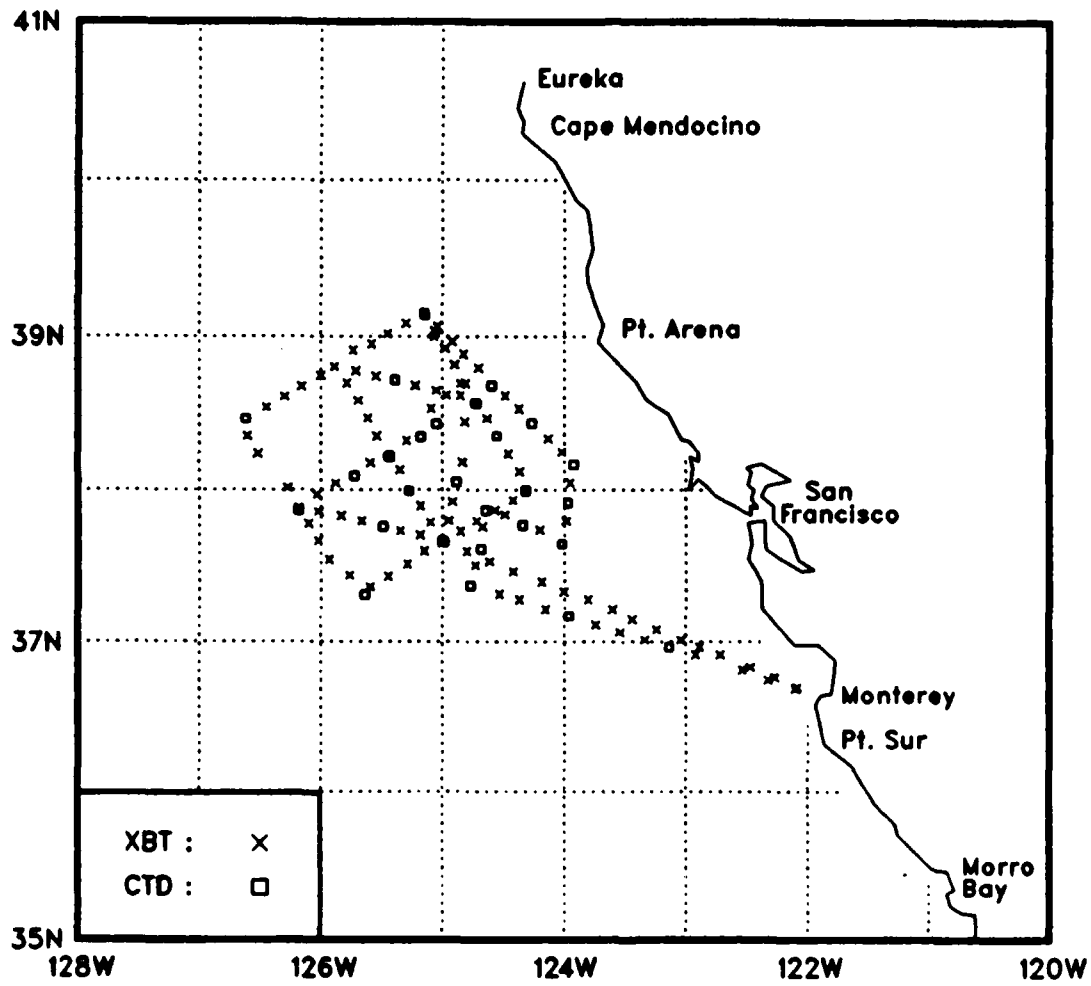 41N
Eureka
Cape Mendocino
39N
Pt. Arena
San
Francisco
37N
Monterey
Pt. Sur
XBT : ×
CTD : □
Morro
Bay
35N
128W
126W
124W
122W
120W